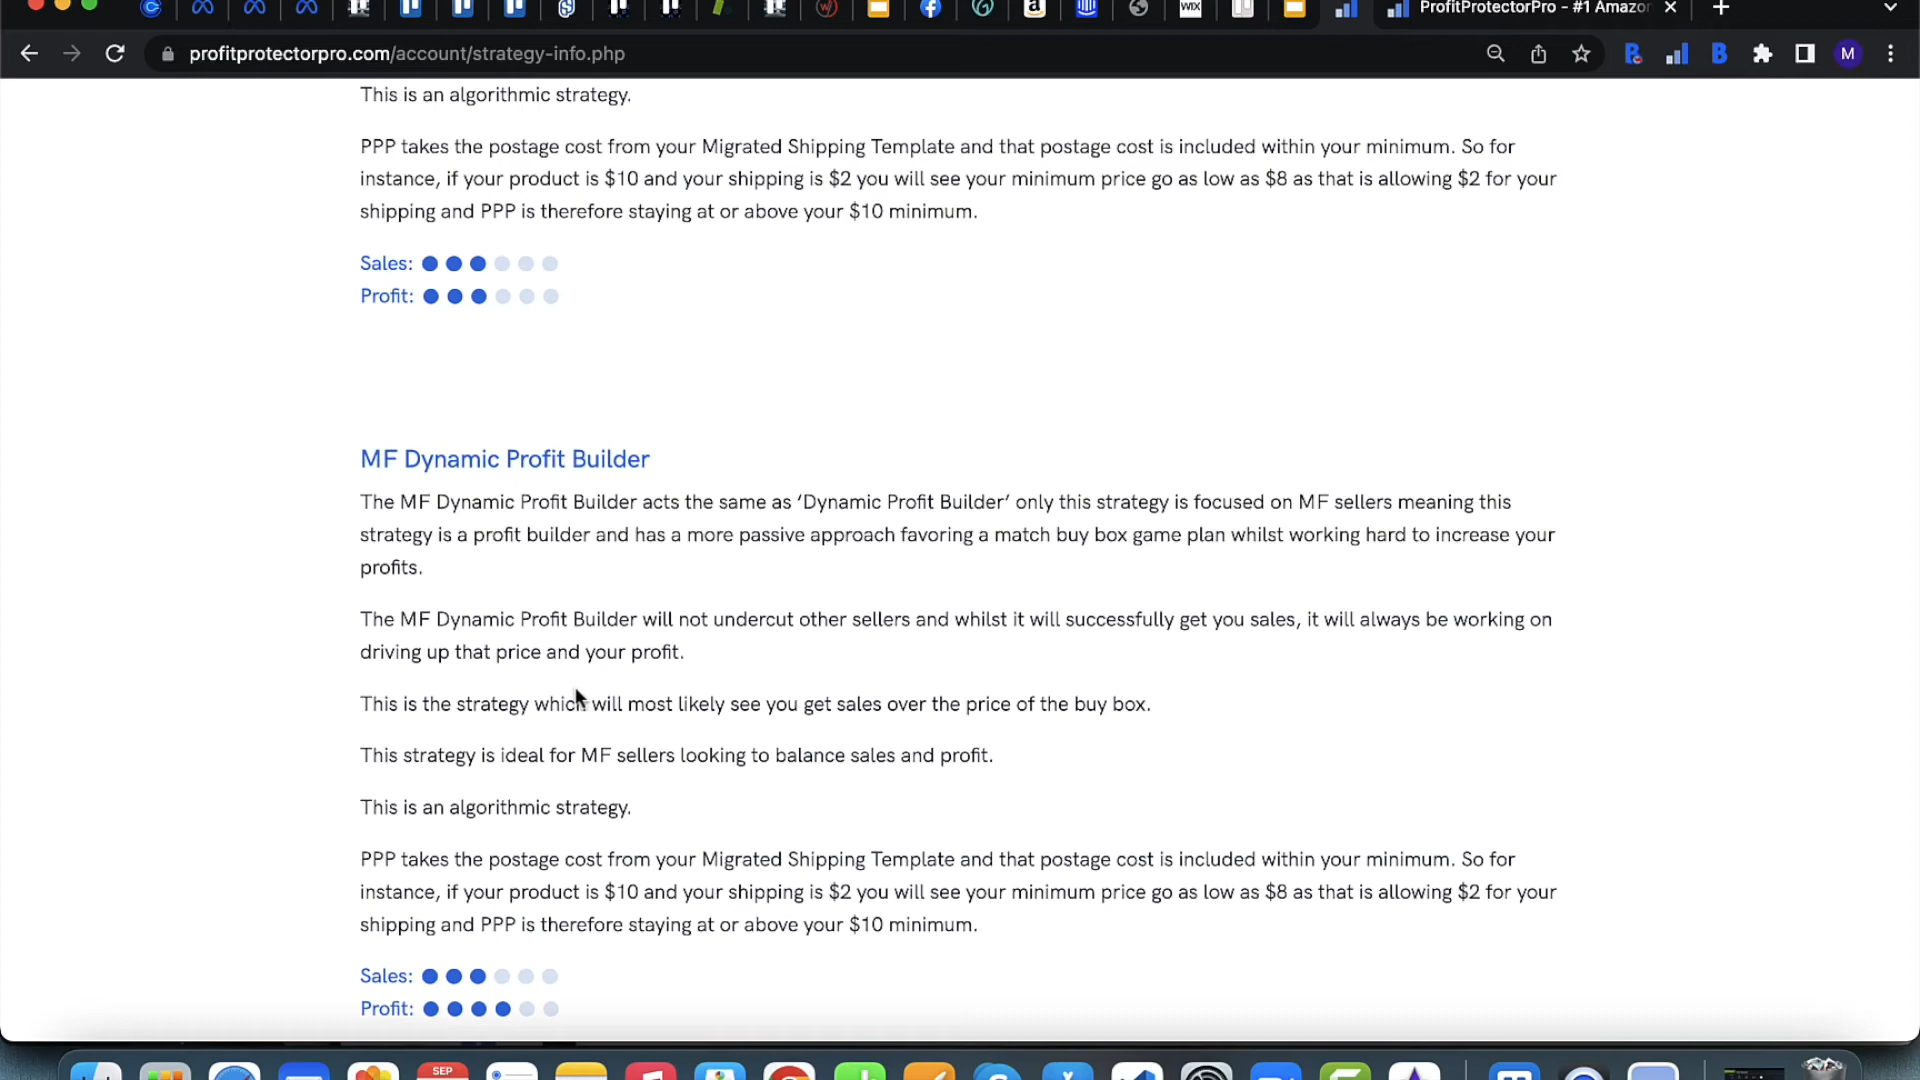 ProfitProtectorPro - #1 Amazon
profitprotectorpro.com/account/strategy-info.php
M
This is an algorithmic strategy.
PPP takes the postage cost from your Migrated Shipping Template and that postage cost is included within your minimum. So for
instance, if your product is $10 and your shipping is $2 you will see your minimum price go as low as $8 as that is allowing $2 for your
shipping and PPP is therefore staying at or above your $10 minimum.
Sales:
Profit:
MF Dynamic Profit Builder
The MF Dynamic Profit Builder acts the same as ‘Dynamic Profit Builder’ only this strategy is focused on MF sellers meaning this
strategy is a profit builder and has a more passive approach favoring a match buy box game plan whilst working hard to increase your
profits.
The MF Dynamic Profit Builder will not undercut other sellers and whilst it will successfully get you sales, it will always be working on
driving up that price and your profit.
This is the strategy which will most likely see you get sales over the price of the buy box.
This strategy is ideal for MF sellers looking to balance sales and profit.
This is an algorithmic strategy.
PPP takes the postage cost from your Migrated Shipping Template and that postage cost is included within your minimum. So for
instance, if your product is $10 and your shipping is $2 you will see your minimum price go as low as $8 as that is allowing $2 for your
shipping and PPP is therefore staying at or above your $10 minimum.
Sales:
Profit:
SEP